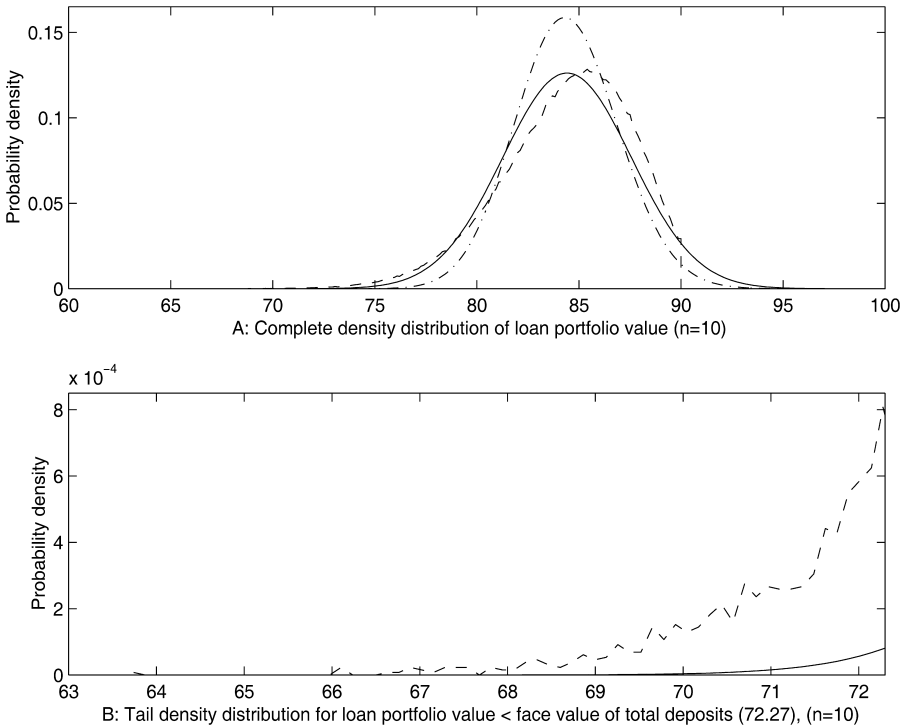 0.15
0.1
0.05
0
Probability density
60 65 70 75 80 85 90 95 100
A: Complete density distribution of loan portfolio value (n=10)
x 10⁻⁴
8
6
4
2
0
Probability density
63 64 65 66 67 68 69 70 71 72
B: Tail density distribution for loan portfolio value < face value of total deposits (72.27), (n=10)